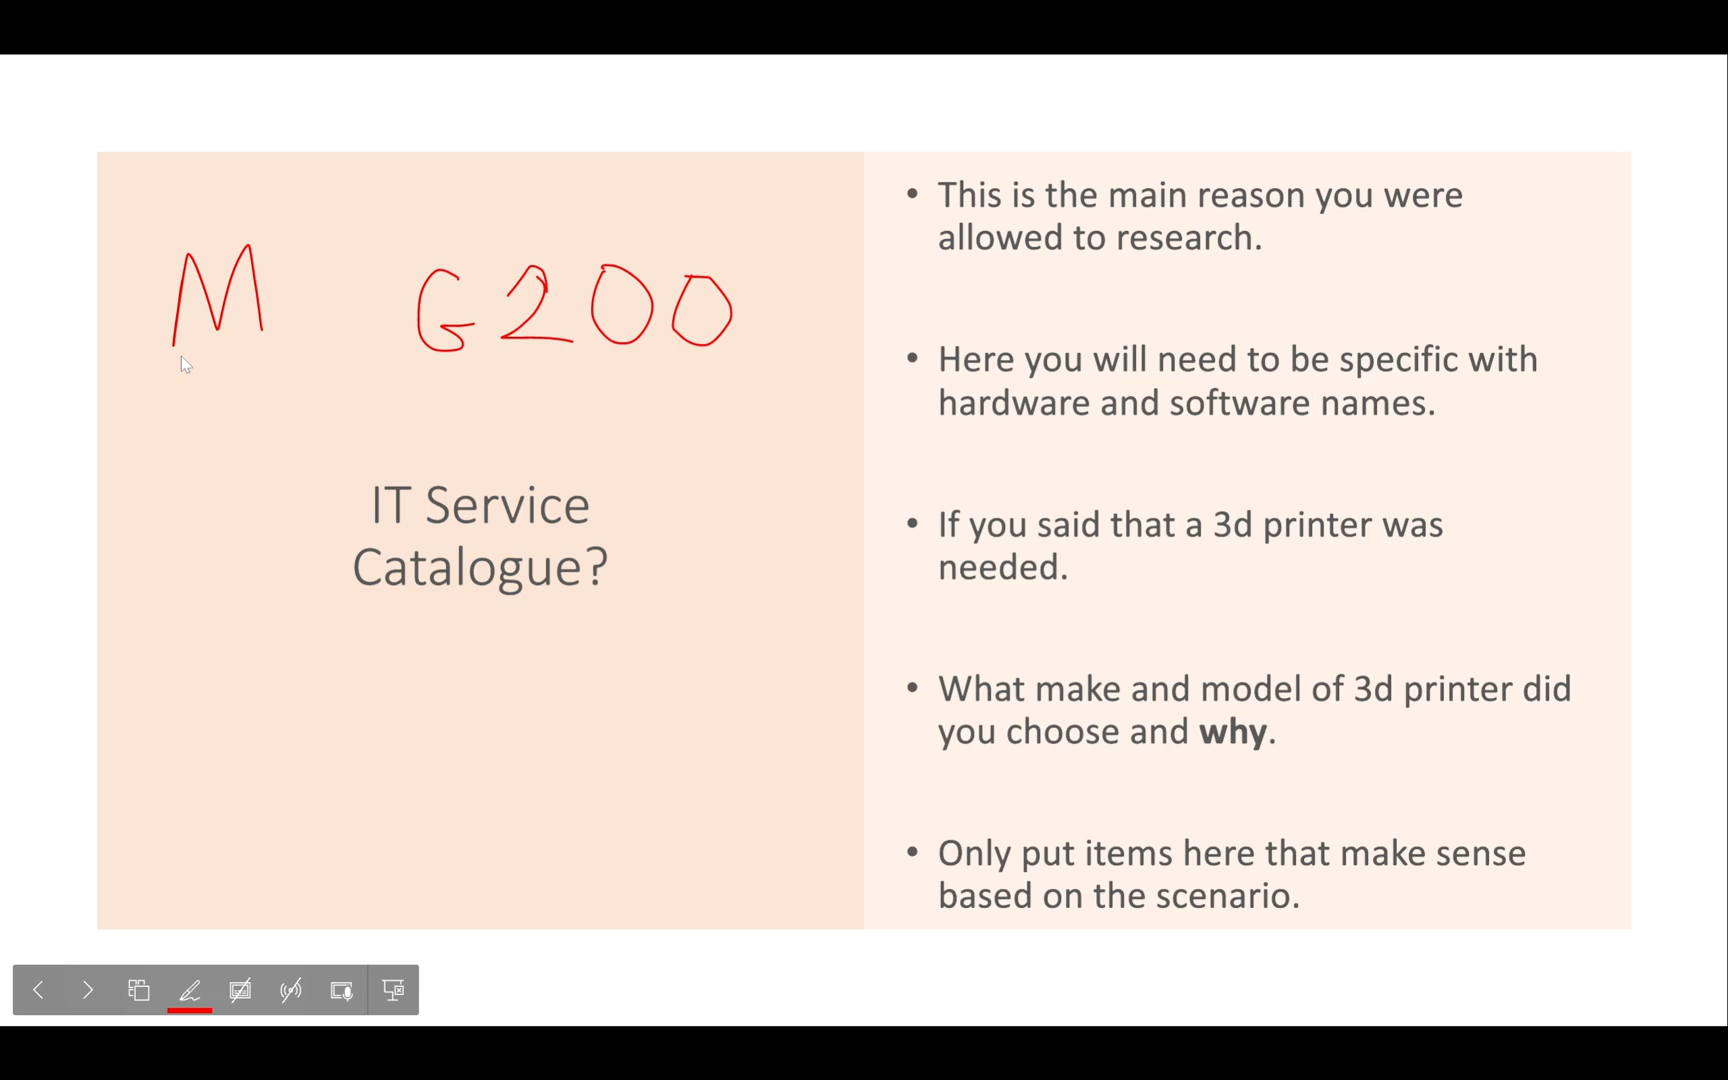 M G200
IT Service
Catalogue?
• This is the main reason you were
allowed to research.
• Here you will need to be specific with
hardware and software names.
• If you said that a 3d printer was
needed.
• What make and model of 3d printer did
you choose and why.
• Only put items here that make sense
based on the scenario.